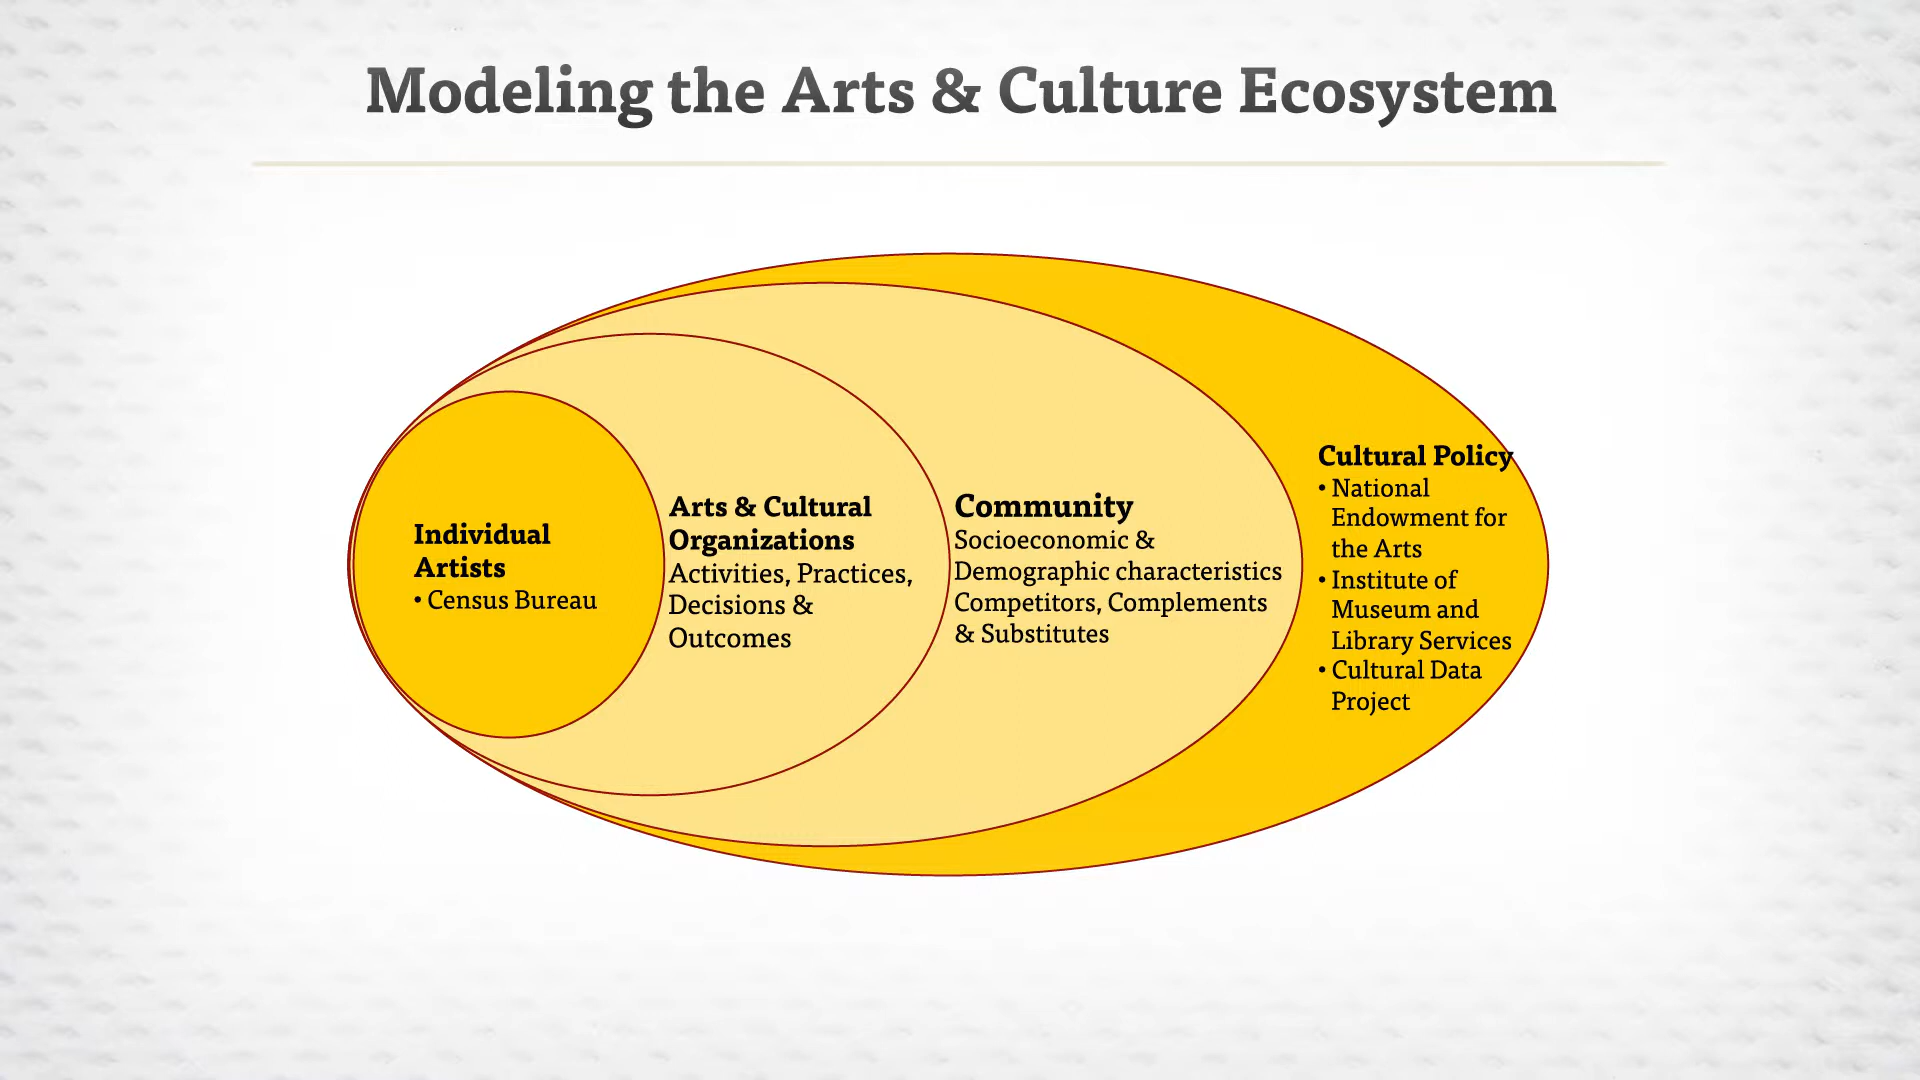 Modeling the Arts & Culture Ecosystem
Individual
Artists
• Census Bureau
Arts & Cultural
Organizations
Activities, Practices,
Decisions &
Outcomes
Community
Socioeconomic &
Demographic characteristics
Competitors, Complements
& Substitutes
Cultural Policy
• National
Endowment for
the Arts
• Institute of
Museum and
Library Services
• Cultural Data
Project